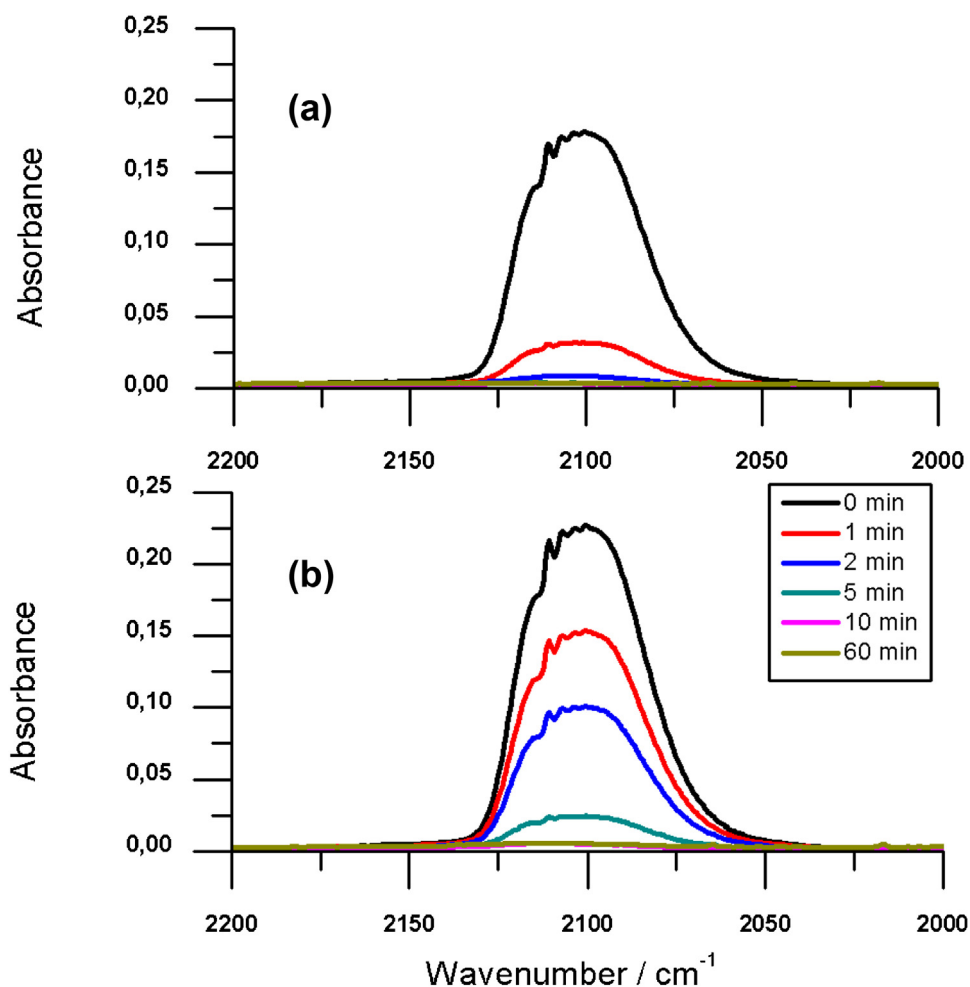 0,25
(a)
0,20
0,15
0,10
0,05
0,00
Absorbance
2200 2150 2100 2050 2000
0,25
(b)
0,20
0,15
0,10
0,05
0,00
Absorbance
0 min
1 min
2 min
5 min
10 min
60 min
2200 2150 2100 2050 2000
Wavenumber / cm⁻¹